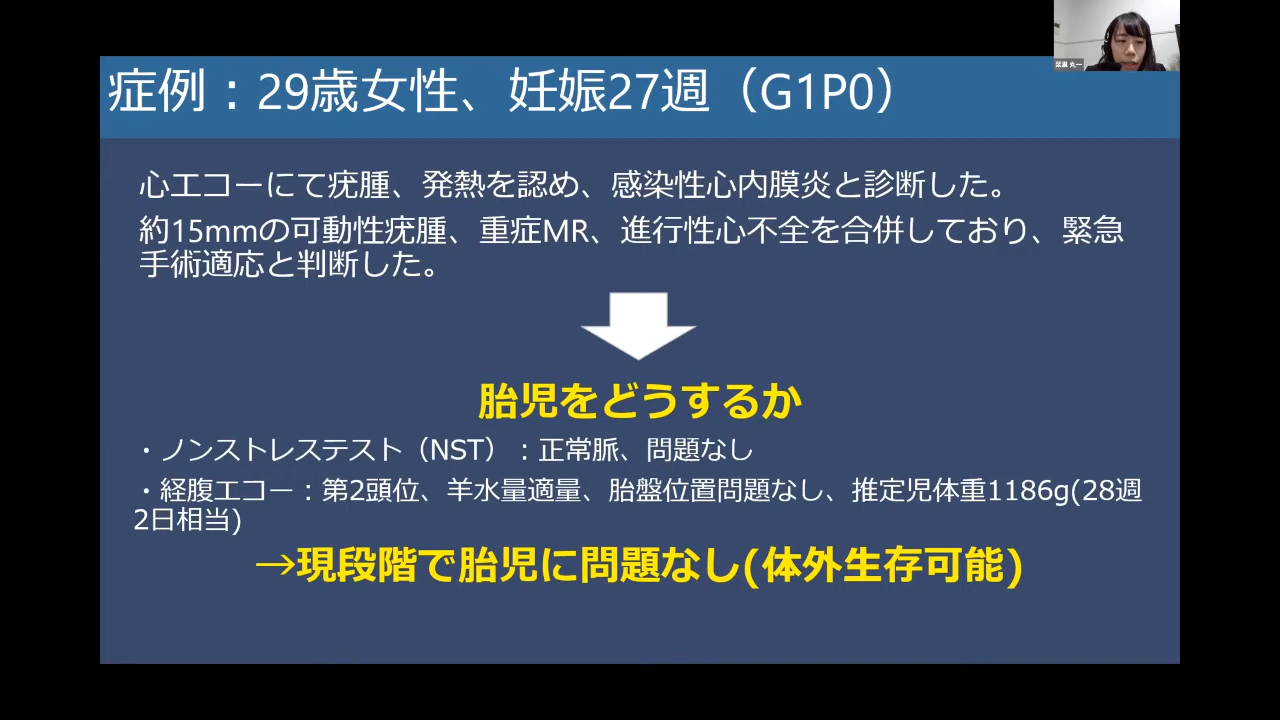 症例：29歳女性、妊娠27週（G1P0）
心エコーにて疣腫、発熱を認め、感染性心内膜炎と診断した。
約15mmの可動性疣腫、重症MR、進行性心不全を合併しており、緊急
手術適応と判断した。
胎児をどうするか
・ノンストレステスト（NST）：正常脈、問題なし
・経腹エコー：第2頭位、羊水量適量、胎盤位置問題なし、推定児体重1186g(28週
2日相当)
→現段階で胎児に問題なし(体外生存可能)